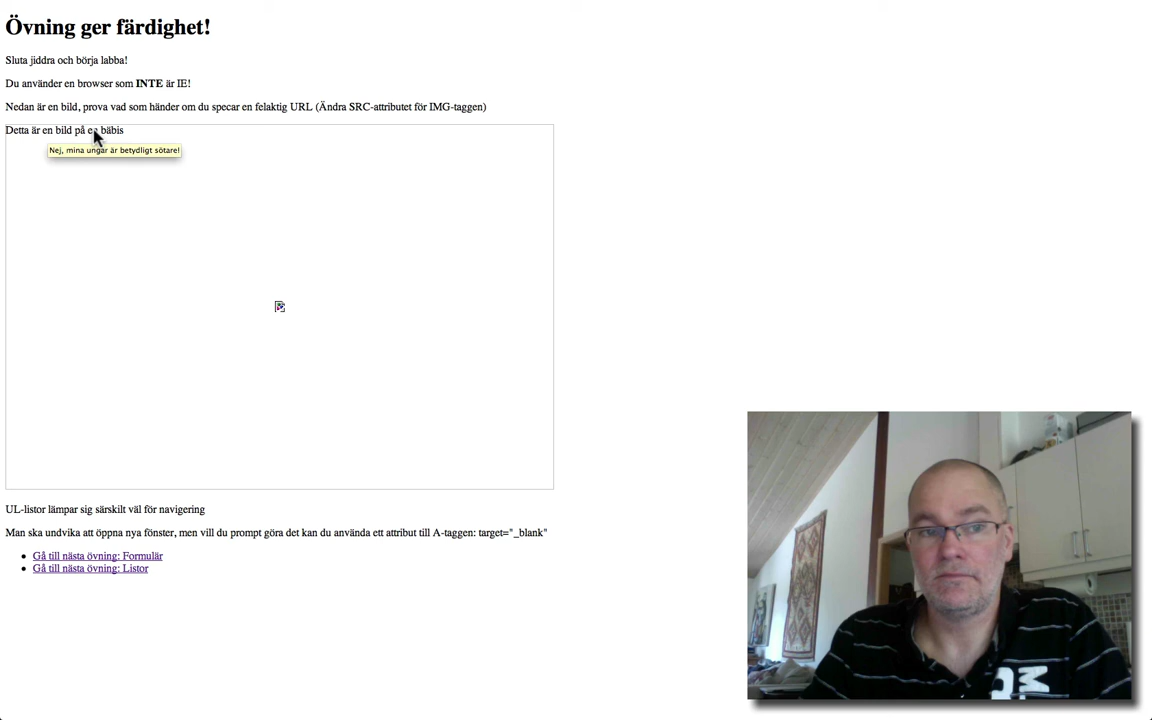 Övning ger färdighet!
Sluta jiddra och börja labba!
Du använder en browser som INTE är IE!
Nedan är en bild, prova vad som händer om du specar en felaktig URL (Ändra SRC-attributet för IMG-taggen)
Detta är en bild på en bäbis
Nej, mina ungar är betydligt sötare!
UL-listor lämpar sig särskilt väl för navigering
Man ska undvika att öppna nya fönster, men vill du prompt göra det kan du använda ett attribut till A-taggen: target="_blank"
Gå till nästa övning: Formulär
Gå till nästa övning: Listor